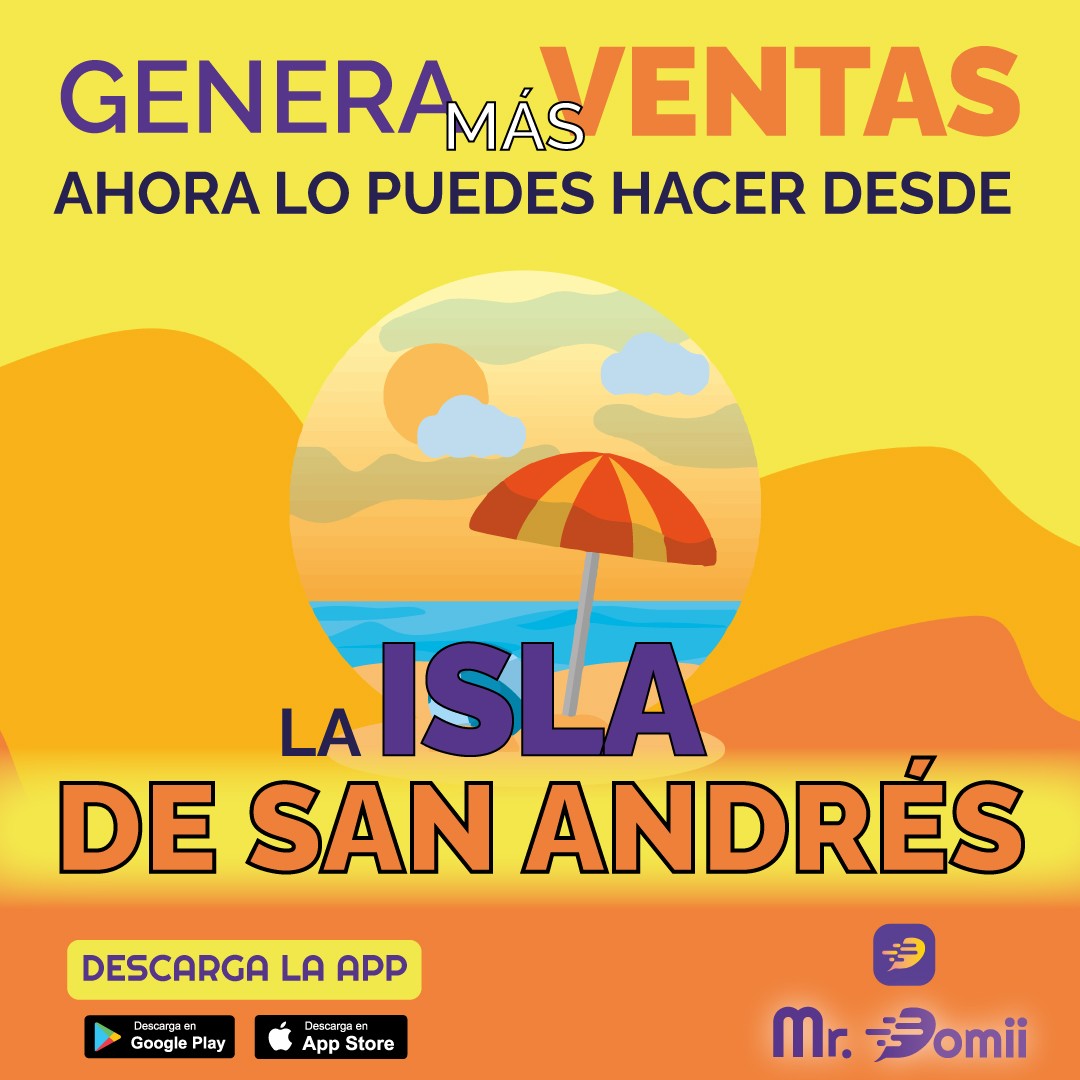 GENERA MÁS VENTAS
AHORA LO PUEDES HACER DESDE
LA ISLA
DE SAN ANDRÉS
DESCARGA LA APP
Descarga en
Google Play
Descarga en
App Store
Mr. Domii